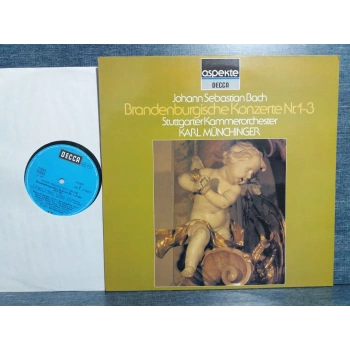 aspekte
DECCA
Johann Sebastian Bach
Brandenburgische Konzerte Nr. 1-3
Stuttgarter Kammerorchester
KARL MÜNCHINGER
DECCA